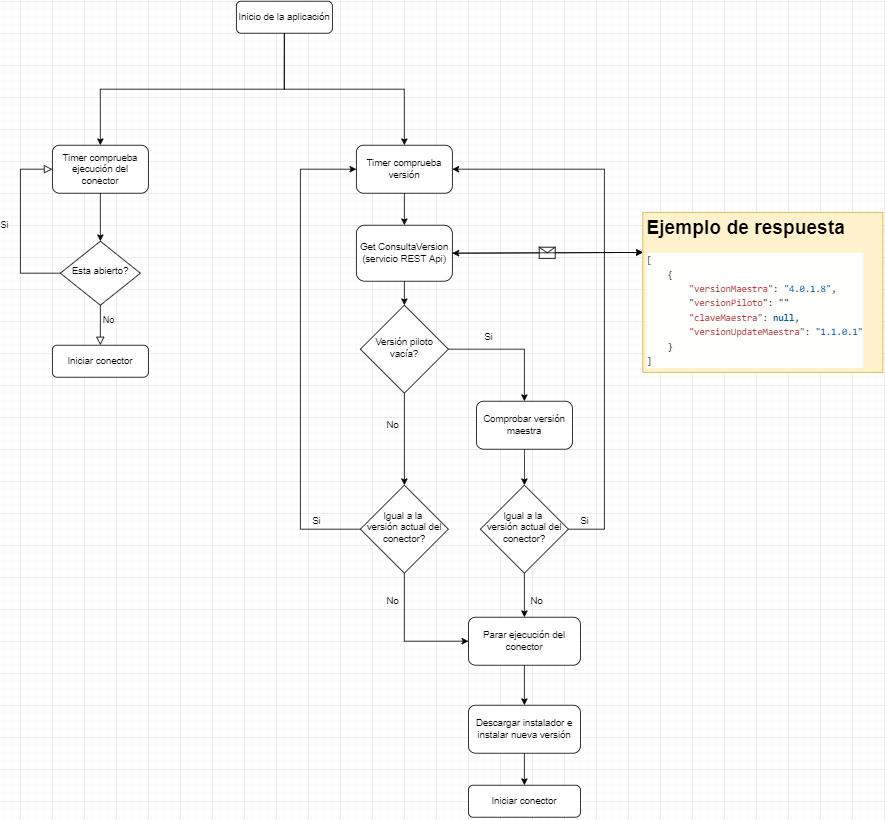 Inicio de la aplicación
Timer comprueba
ejecución del
conector
Si
Esta abierto?
No
Iniciar conector
Timer comprueba
versión
Get ConsultaVersion
(servicio REST Api)
Ejemplo de respuesta
[
{
"versionMaestra": "4.0.1.8",
"versionPiloto": ""
"claveMaestra": null,
"versionUpdateMaestra": "1.1.0.1"
}
]
Versión piloto
vacía?
Si
No
Comprobar versión
maestra
Igual a la
versión actual del
conector?
Si
No
Igual a la
versión actual del
conector?
Si
No
Parar ejecución del
conector
Descargar instalador e
instalar nueva versión
Iniciar conector